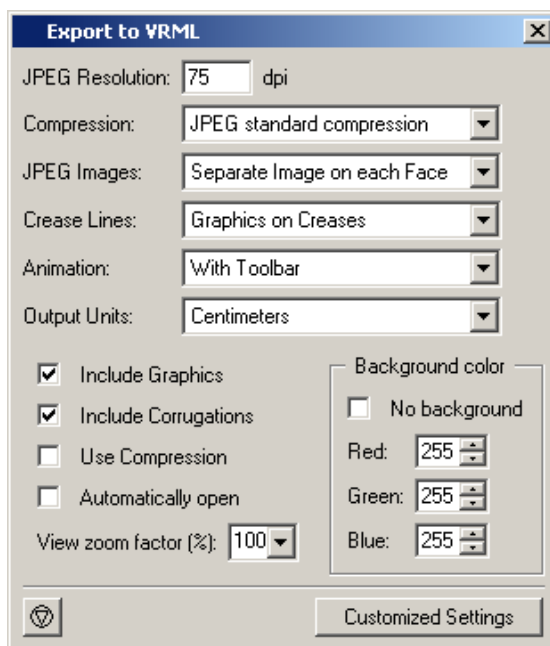 Export to VRML
JPEG Resolution: 75 dpi
Compression: JPEG standard compression
JPEG Images: Separate Image on each Face
Crease Lines: Graphics on Creases
Animation: With Toolbar
Output Units: Centimeters
Include Graphics
Include Corrugations
Use Compression
Automatically open
View zoom factor (%): 100
Background color
No background
Red: 255
Green: 255
Blue: 255
Customized Settings